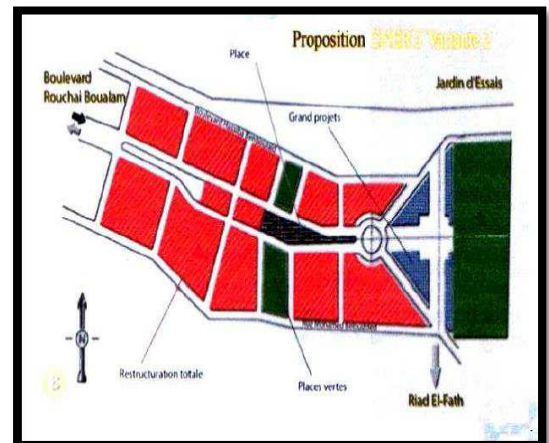 Proposition
Place
Boulevard
Rouchai Boualam
Jardin d'Essais
Grand projets
N
Restructuration totale
Places vertes
Riad El-Fath